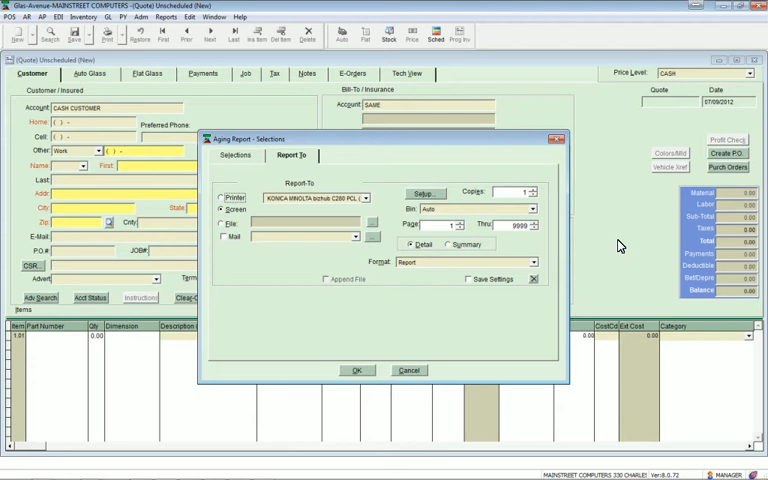 Glas-Avenue-MAINSTREET COMPUTERS - (Quote) Unscheduled (New)
POS AR AP EDI Inventory GL PY Adm Reports Edit Window Help
New Search Save Print Restore First Prev Next Last Ins Item Del Item Delete Auto Flat Stock Price Sched Prog Inv
(Quote) Unscheduled (New)
Customer Auto Glass Flat Glass Payments Job Tax Notes E-Orders Tech View Price Level: CASH
Customer / Insured Bill-To / Insurance Quote Date
Account: CASH CUSTOMER Account: SAME 07/09/2012
Home: ( ) - Preferred Phone:
Cell: ( ) -
Other: Work ( ) -
Name: First:
Last:
Addr:
City: State:
Zip: Cnty:
E-Mail:
P.O.#: JOB#:
CSR...
Advert: Term
Adv Search Acct Status Instructions Clear-C
Items
Profit Check
Colors/Mld Create P.O.
Vehicle Xref Purch Orders
Material 0.00
Labor 0.00
Sub-Total 0.00
Taxes 0.00
Total 0.00
Payments 0.00
Deductible 0.00
Bet/Depre 0.00
Balance 0.00
Aging Report - Selections
Selections Report To
Report-To
Printer KONICA MINOLTA bizhub C280 PCL ( Setup... Copies: 1
Screen Bin: Auto
File: ... Page: 1 Thru: 9999
Mail ... Detail Summary
Format: Report
Append File Save Settings
OK Cancel
Item Part Number Qty Dimension Description CostCd Ext Cost Category
1.01 0.00 0.00 0.00
MAINSTREET COMPUTERS 330 CHARLES Ver:8.0.72 MANAGER